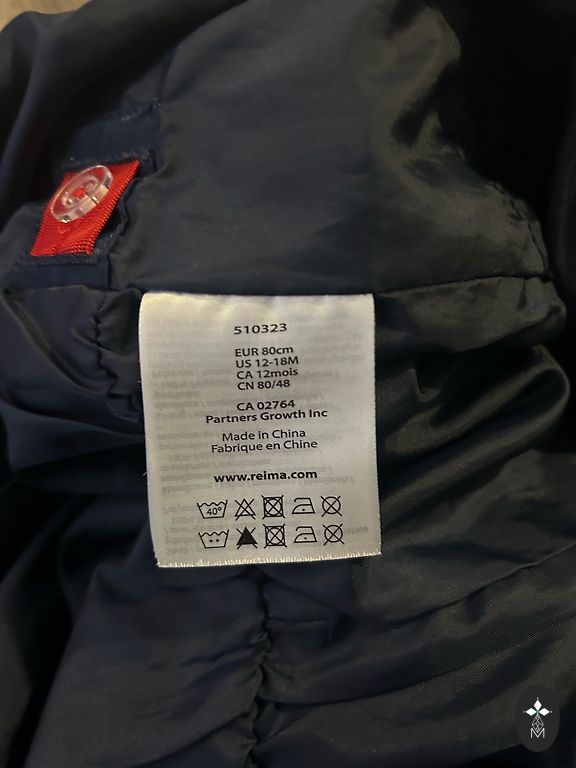 510323
EUR 80cm
US 12-18M
CA 12mois
CN 80/48
CA 02764
Partners Growth Inc
Made in China
Fabrique en Chine
www.reima.com
40°
M